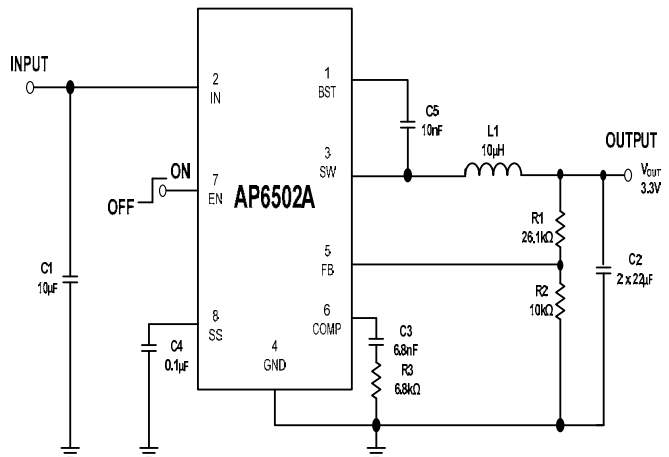 INPUT
2
IN
1
BST
C5
10nF
L1
10µH
OUTPUT
V_OUT
3.3V
3
SW
ON
OFF
7
EN
AP6502A
R1
26.1kΩ
5
FB
C1
10µF
C2
2 x 22µF
R2
10kΩ
6
COMP
8
SS
C4
0.1µF
4
GND
C3
6.8nF
R3
6.8kΩ